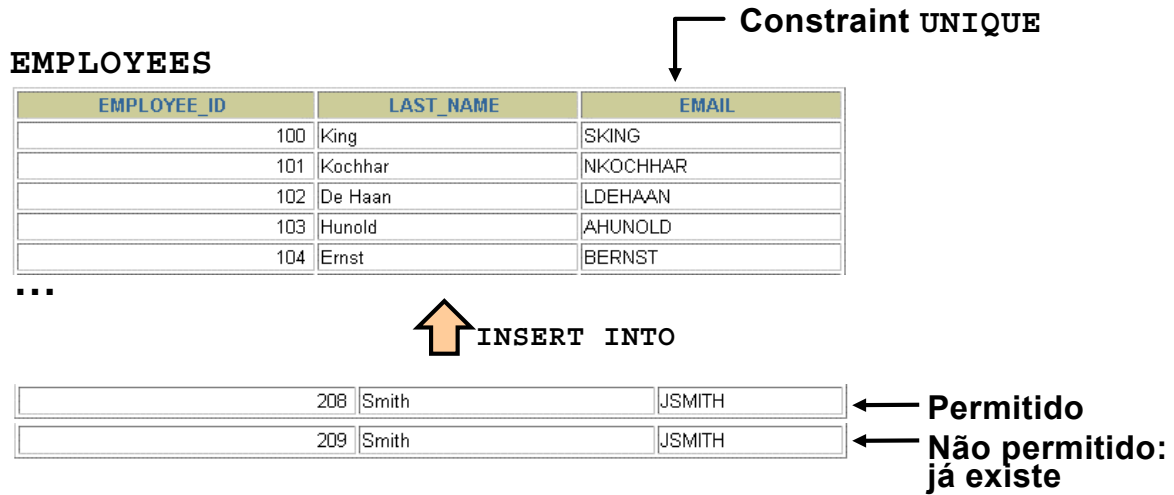 Constraint UNIQUE
EMPLOYEES
EMPLOYEE_ID LAST_NAME EMAIL
100 King SKING
101 Kochhar NKOCHHAR
102 De Haan LDEHAAN
103 Hunold AHUNOLD
104 Ernst BERNST
...
INSERT INTO
208 Smith JSMITH Permitido
209 Smith JSMITH Não permitido:
já existe